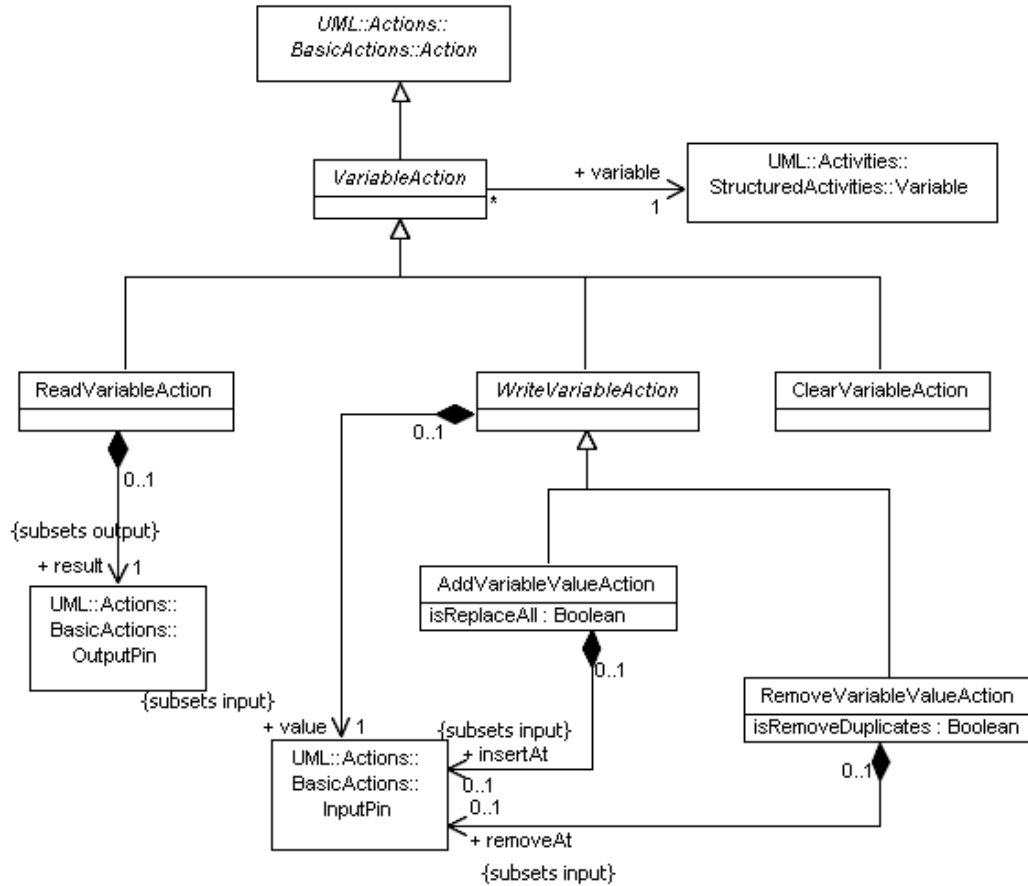 UML::Actions::
BasicActions::Action
VariableAction
+ variable
*
1
UML::Activities::
StructuredActivities::Variable
ReadVariableAction
WriteVariableAction
ClearVariableAction
0..1
0..1
{subsets output}
+ result
1
UML::Actions::
BasicActions::
OutputPin
AddVariableValueAction
isReplaceAll : Boolean
0..1
{subsets input}
+ value
1
RemoveVariableValueAction
isRemoveDuplicates : Boolean
0..1
{subsets input}
+ insertAt
0..1
UML::Actions::
BasicActions::
InputPin
0..1
+ removeAt
{subsets input}